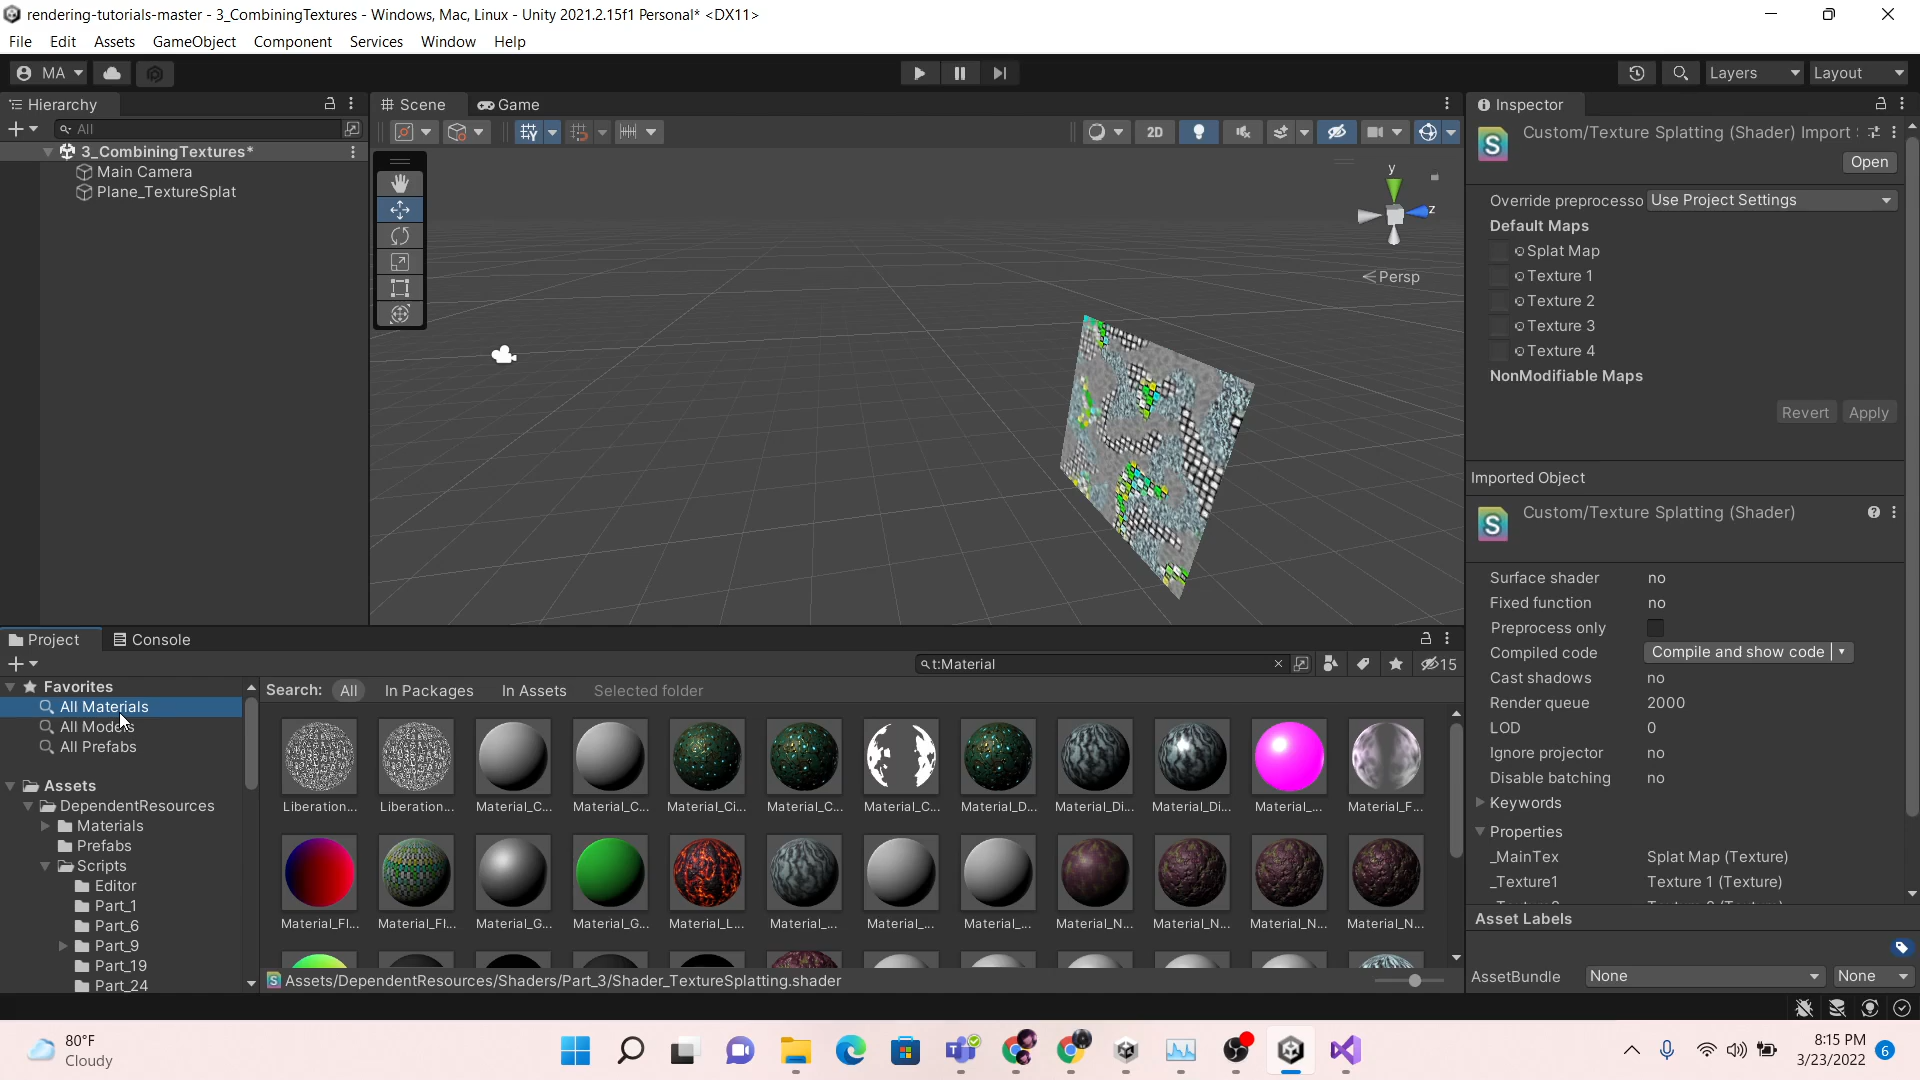 rendering-tutorials-master - 3_CombiningTextures - Windows, Mac, Linux - Unity 2021.2.15f1 Personal* <DX11>
File Edit Assets GameObject Component Services Window Help
MA Layers Layout
Hierarchy
All
3_CombiningTextures*
Main Camera
Plane_TextureSplat
Scene Game
2D
y
z
Persp
Inspector
Custom/Texture Splatting (Shader) Import
Open
Override preprocesso Use Project Settings
Default Maps
Splat Map
Texture 1
Texture 2
Texture 3
Texture 4
NonModifiable Maps
Revert Apply
Imported Object
Custom/Texture Splatting (Shader)
Surface shader no
Fixed function no
Preprocess only
Compiled code Compile and show code
Cast shadows no
Render queue 2000
LOD 0
Ignore projector no
Disable batching no
Keywords
Properties
_MainTex Splat Map (Texture)
_Texture1 Texture 1 (Texture)
Asset Labels
AssetBundle None None
Project Console
t:Material
15
Favorites
All Materials
All Models
All Prefabs
Assets
DependentResources
Materials
Prefabs
Scripts
Editor
Part_1
Part_6
Part_9
Part_19
Part_24
Search: All In Packages In Assets Selected folder
Liberation... Liberation... Material_C... Material_C... Material_Ci... Material_C... Material_C... Material_D... Material_Di... Material_Di... Material_... Material_F...
Material_Fl... Material_Fl... Material_G... Material_G... Material_L... Material_... Material_... Material_... Material_N... Material_N... Material_N... Material_N...
Assets/DependentResources/Shaders/Part_3/Shader_TextureSplatting.shader
80°F
Cloudy
8:15 PM
3/23/2022
6